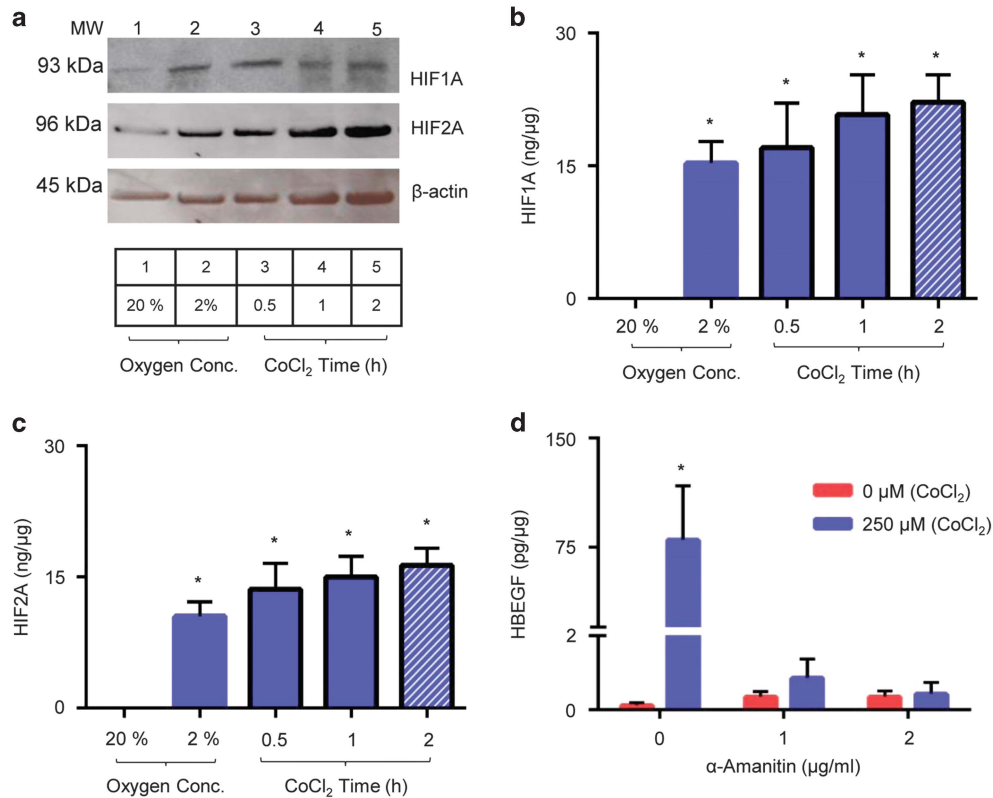 a
MW 1 2 3 4 5
93 kDa HIF1A
96 kDa HIF2A
45 kDa β-actin
1 2 3 4 5
20 % 2% 0.5 1 2
Oxygen Conc. CoCl₂ Time (h)
b
30
15
0
HIF1A (ng/μg)
* * * *
20 % 2 % 0.5 1 2
Oxygen Conc. CoCl₂ Time (h)
c
30
15
0
HIF2A (ng/μg)
* * * *
20 % 2 % 0.5 1 2
Oxygen Conc. CoCl₂ Time (h)
d
150
75
2
0
HBEGF (pg/μg)
*
0 μM (CoCl₂)
250 μM (CoCl₂)
0 1 2
α-Amanitin (μg/ml)